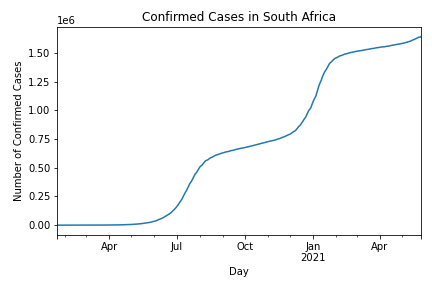 Confirmed Cases in South Africa
1e6
Number of Confirmed Cases
1.50
1.25
1.00
0.75
0.50
0.25
0.00
Apr
Jul
Oct
Jan
2021
Apr
Day